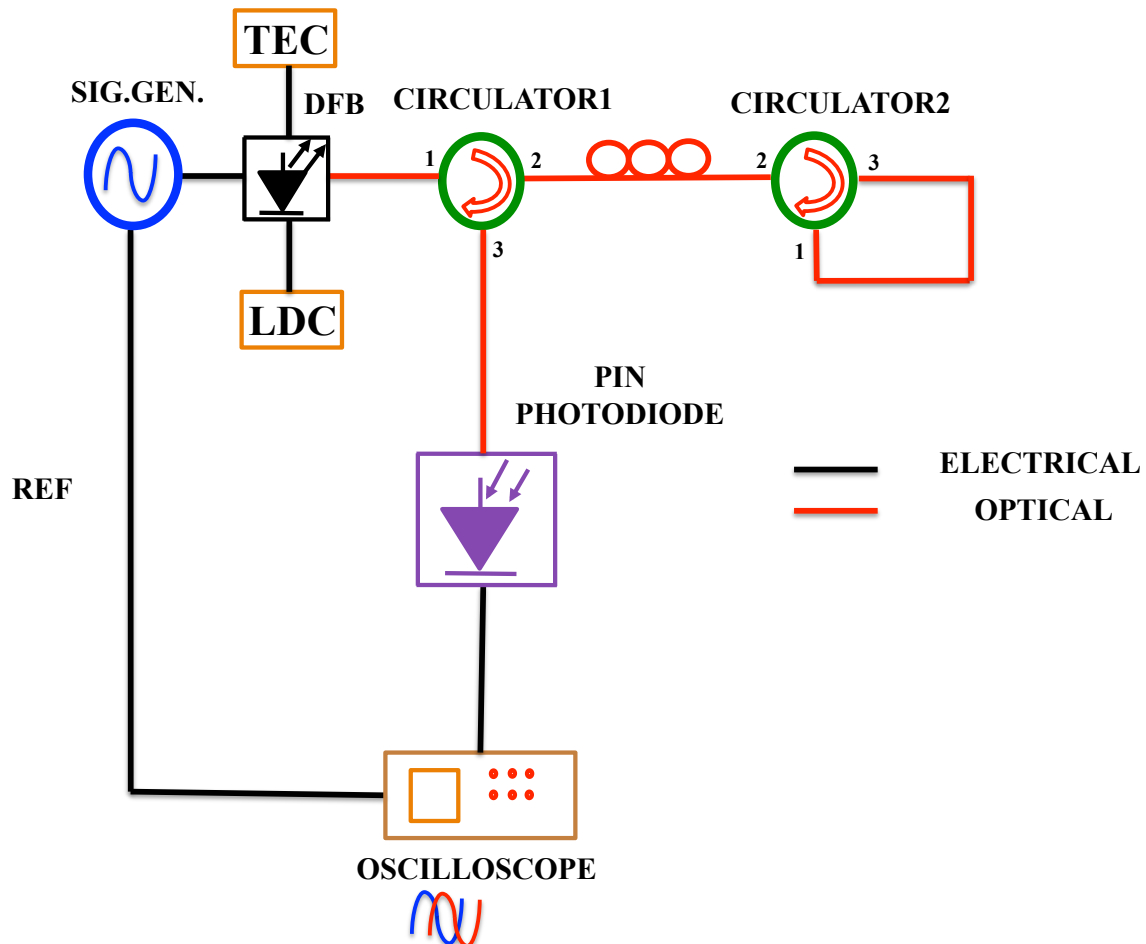 TEC
SIG.GEN.
DFB
CIRCULATOR1
CIRCULATOR2
1
2
2
3
3
1
LDC
PIN
PHOTODIODE
REF
ELECTRICAL
OPTICAL
OSCILLOSCOPE